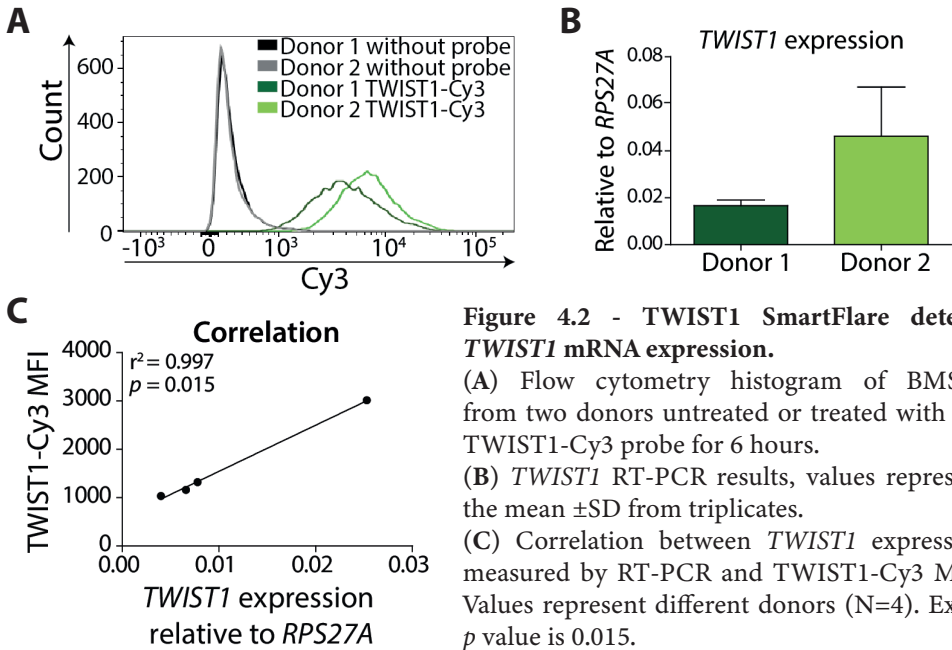 A
Count
600
400
200
0
-10³ 0 10³ 10⁴ 10⁵
Cy3
Donor 1 without probe
Donor 2 without probe
Donor 1 TWIST1-Cy3
Donor 2 TWIST1-Cy3
B
TWIST1 expression
Relative to RPS27A
0.08
0.06
0.04
0.02
0.00
Donor 1 Donor 2
C
Correlation
r² = 0.997
p = 0.015
TWIST1-Cy3 MFI
4000
3000
2000
1000
0
0.00 0.01 0.02 0.03
TWIST1 expression
relative to RPS27A
Figure 4.2 - TWIST1 SmartFlare dete
TWIST1 mRNA expression.
(A) Flow cytometry histogram of BMS
from two donors untreated or treated with
TWIST1-Cy3 probe for 6 hours.
(B) TWIST1 RT-PCR results, values repres
the mean ±SD from triplicates.
(C) Correlation between TWIST1 express
measured by RT-PCR and TWIST1-Cy3 M
Values represent different donors (N=4). Ex
p value is 0.015.